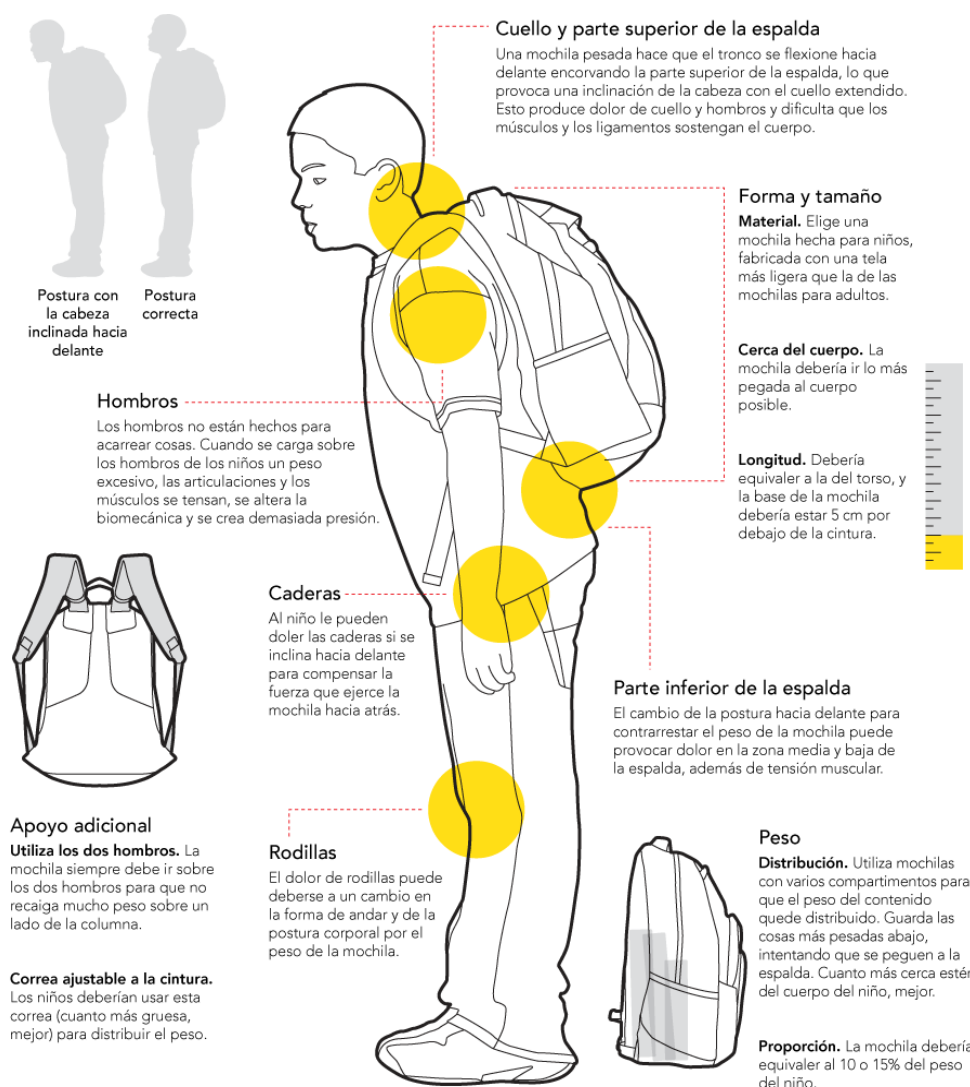 Cuello y parte superior de la espalda
Una mochila pesada hace que el tronco se flexione hacia
delante encorvando la parte superior de la espalda, lo que
provoca una inclinación de la cabeza con el cuello extendido.
Esto produce dolor de cuello y hombros y dificulta que los
músculos y los ligamentos sostengan el cuerpo.
Postura con
la cabeza
inclinada hacia
delante
Postura
correcta
Forma y tamaño
Material. Elige una
mochila hecha para niños,
fabricada con una tela
más ligera que la de las
mochilas para adultos.
Cerca del cuerpo. La
mochila debería ir lo más
pegada al cuerpo
posible.
Longitud. Debería
equivaler a la del torso, y
la base de la mochila
debería estar 5 cm por
debajo de la cintura.
Hombros
Los hombros no están hechos para
acarrear cosas. Cuando se carga sobre
los hombros de los niños un peso
excesivo, las articulaciones y los
músculos se tensan, se altera la
biomecánica y se crea demasiada presión.
Caderas
Al niño le pueden
doler las caderas si se
inclina hacia delante
para compensar la
fuerza que ejerce la
mochila hacia atrás.
Parte inferior de la espalda
El cambio de la postura hacia delante para
contrarrestar el peso de la mochila puede
provocar dolor en la zona media y baja de
la espalda, además de tensión muscular.
Apoyo adicional
Utiliza los dos hombros. La
mochila siempre debe ir sobre
los dos hombros para que no
recaiga mucho peso sobre un
lado de la columna.
Correa ajustable a la cintura.
Los niños deberían usar esta
correa (cuanto más gruesa,
mejor) para distribuir el peso.
Rodillas
El dolor de rodillas puede
deberse a un cambio en
la forma de andar y de la
postura corporal por el
peso de la mochila.
Peso
Distribución. Utiliza mochilas
con varios compartimentos para
que el peso del contenido
quede distribuido. Guarda las
cosas más pesadas abajo,
intentando que se peguen a la
espalda. Cuanto más cerca estén
del cuerpo del niño, mejor.
Proporción. La mochila debería
equivaler al 10 o 15% del peso
del niño.